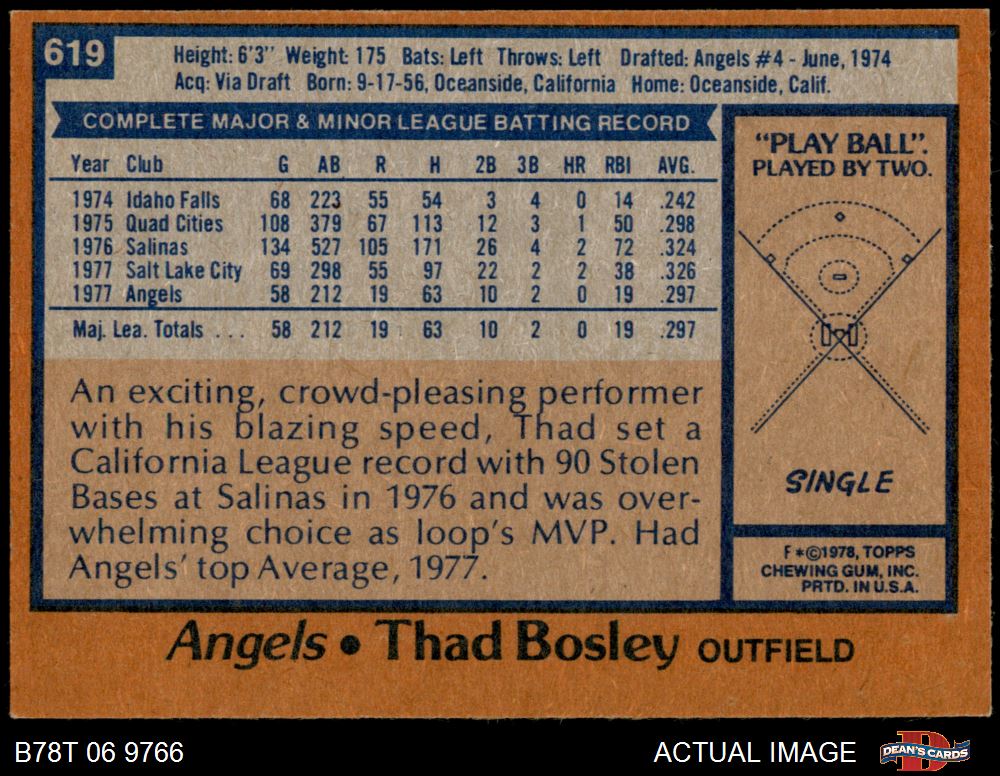 619
Height: 6'3" Weight: 175 Bats: Left Throws: Left Drafted: Angels #4 - June, 1974
Acq: Via Draft Born: 9-17-56, Oceanside, California Home: Oceanside, Calif.
COMPLETE MAJOR & MINOR LEAGUE BATTING RECORD
Year Club G AB R H 2B 3B HR RBI AVG.
1974 Idaho Falls 68 223 55 54 3 4 0 14 .242
1975 Quad Cities 108 379 67 113 12 3 1 50 .298
1976 Salinas 134 527 105 171 26 4 2 72 .324
1977 Salt Lake City 69 298 55 97 22 2 2 38 .326
1977 Angels 58 212 19 63 10 2 0 19 .297
Maj. Lea. Totals ... 58 212 19 63 10 2 0 19 .297
An exciting, crowd-pleasing performer
with his blazing speed, Thad set a
California League record with 90 Stolen
Bases at Salinas in 1976 and was over-
whelming choice as loop's MVP. Had
Angels' top Average, 1977.
"PLAY BALL".
PLAYED BY TWO.
SINGLE
F*©1978, TOPPS
CHEWING GUM, INC.
PRTD. IN U.S.A.
Angels • Thad Bosley OUTFIELD
B78T 06 9766
ACTUAL IMAGE
D
DEAN'S CARDS